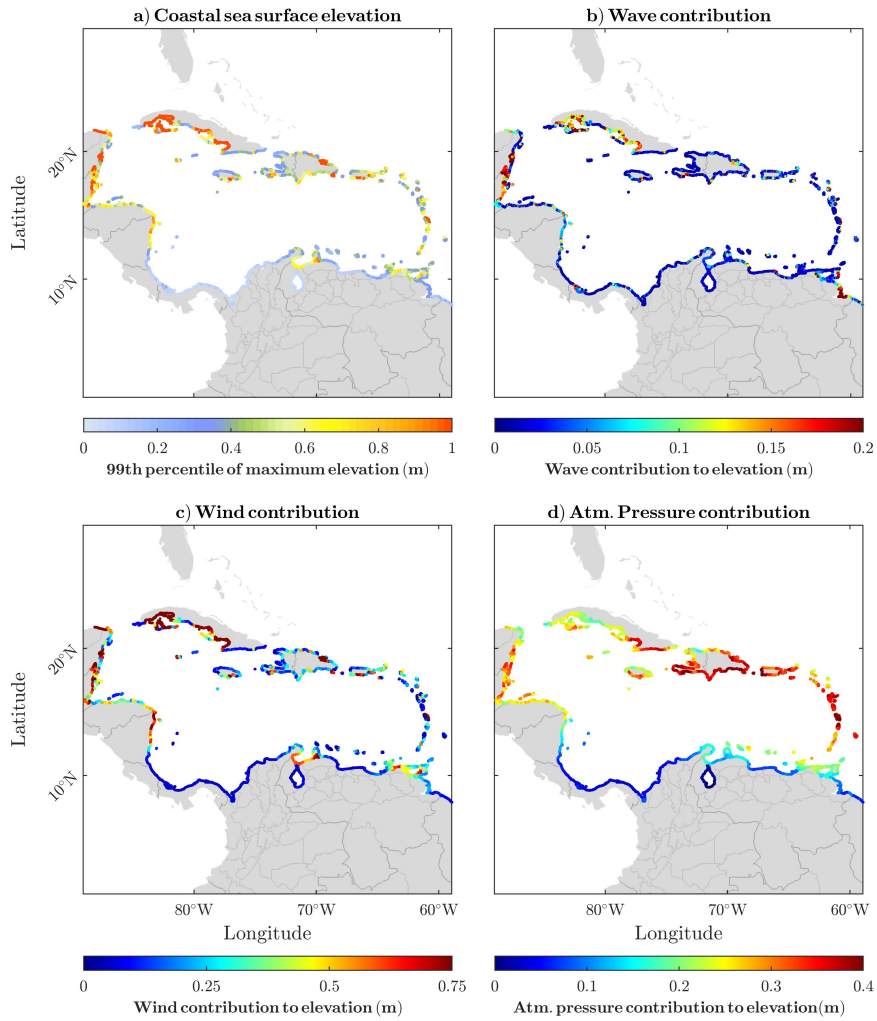 a) Coastal sea surface elevation
b) Wave contribution
Latitude
20°N
10°N
0 0.2 0.4 0.6 0.8 1
99th percentile of maximum elevation (m)
0 0.05 0.1 0.15 0.2
Wave contribution to elevation (m)
c) Wind contribution
d) Atm. Pressure contribution
Latitude
20°N
10°N
80°W 70°W 60°W
Longitude
80°W 70°W 60°W
Longitude
0 0.25 0.5 0.75
Wind contribution to elevation (m)
0 0.1 0.2 0.3 0.4
Atm. pressure contribution to elevation(m)